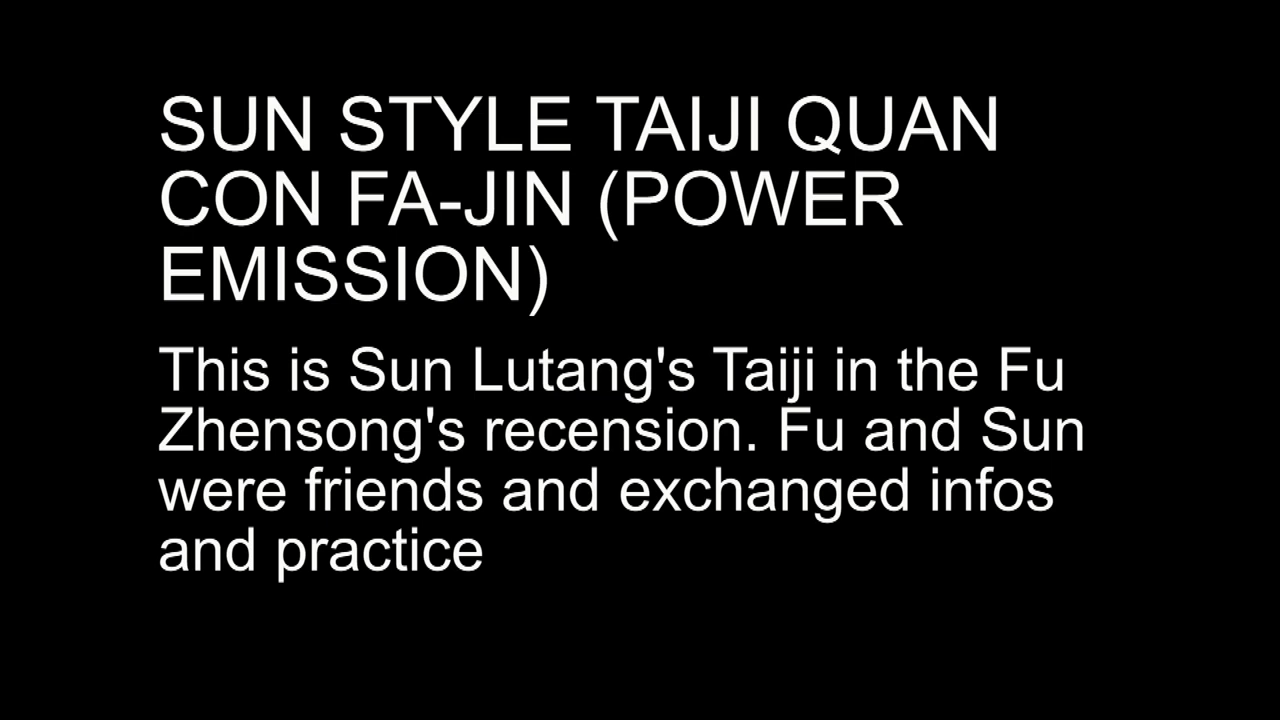 SUN STYLE TAIJI QUAN
CON FA-JIN (POWER
EMISSION)
This is Sun Lutang's Taiji in the Fu
Zhensong's recension. Fu and Sun
were friends and exchanged infos
and practice